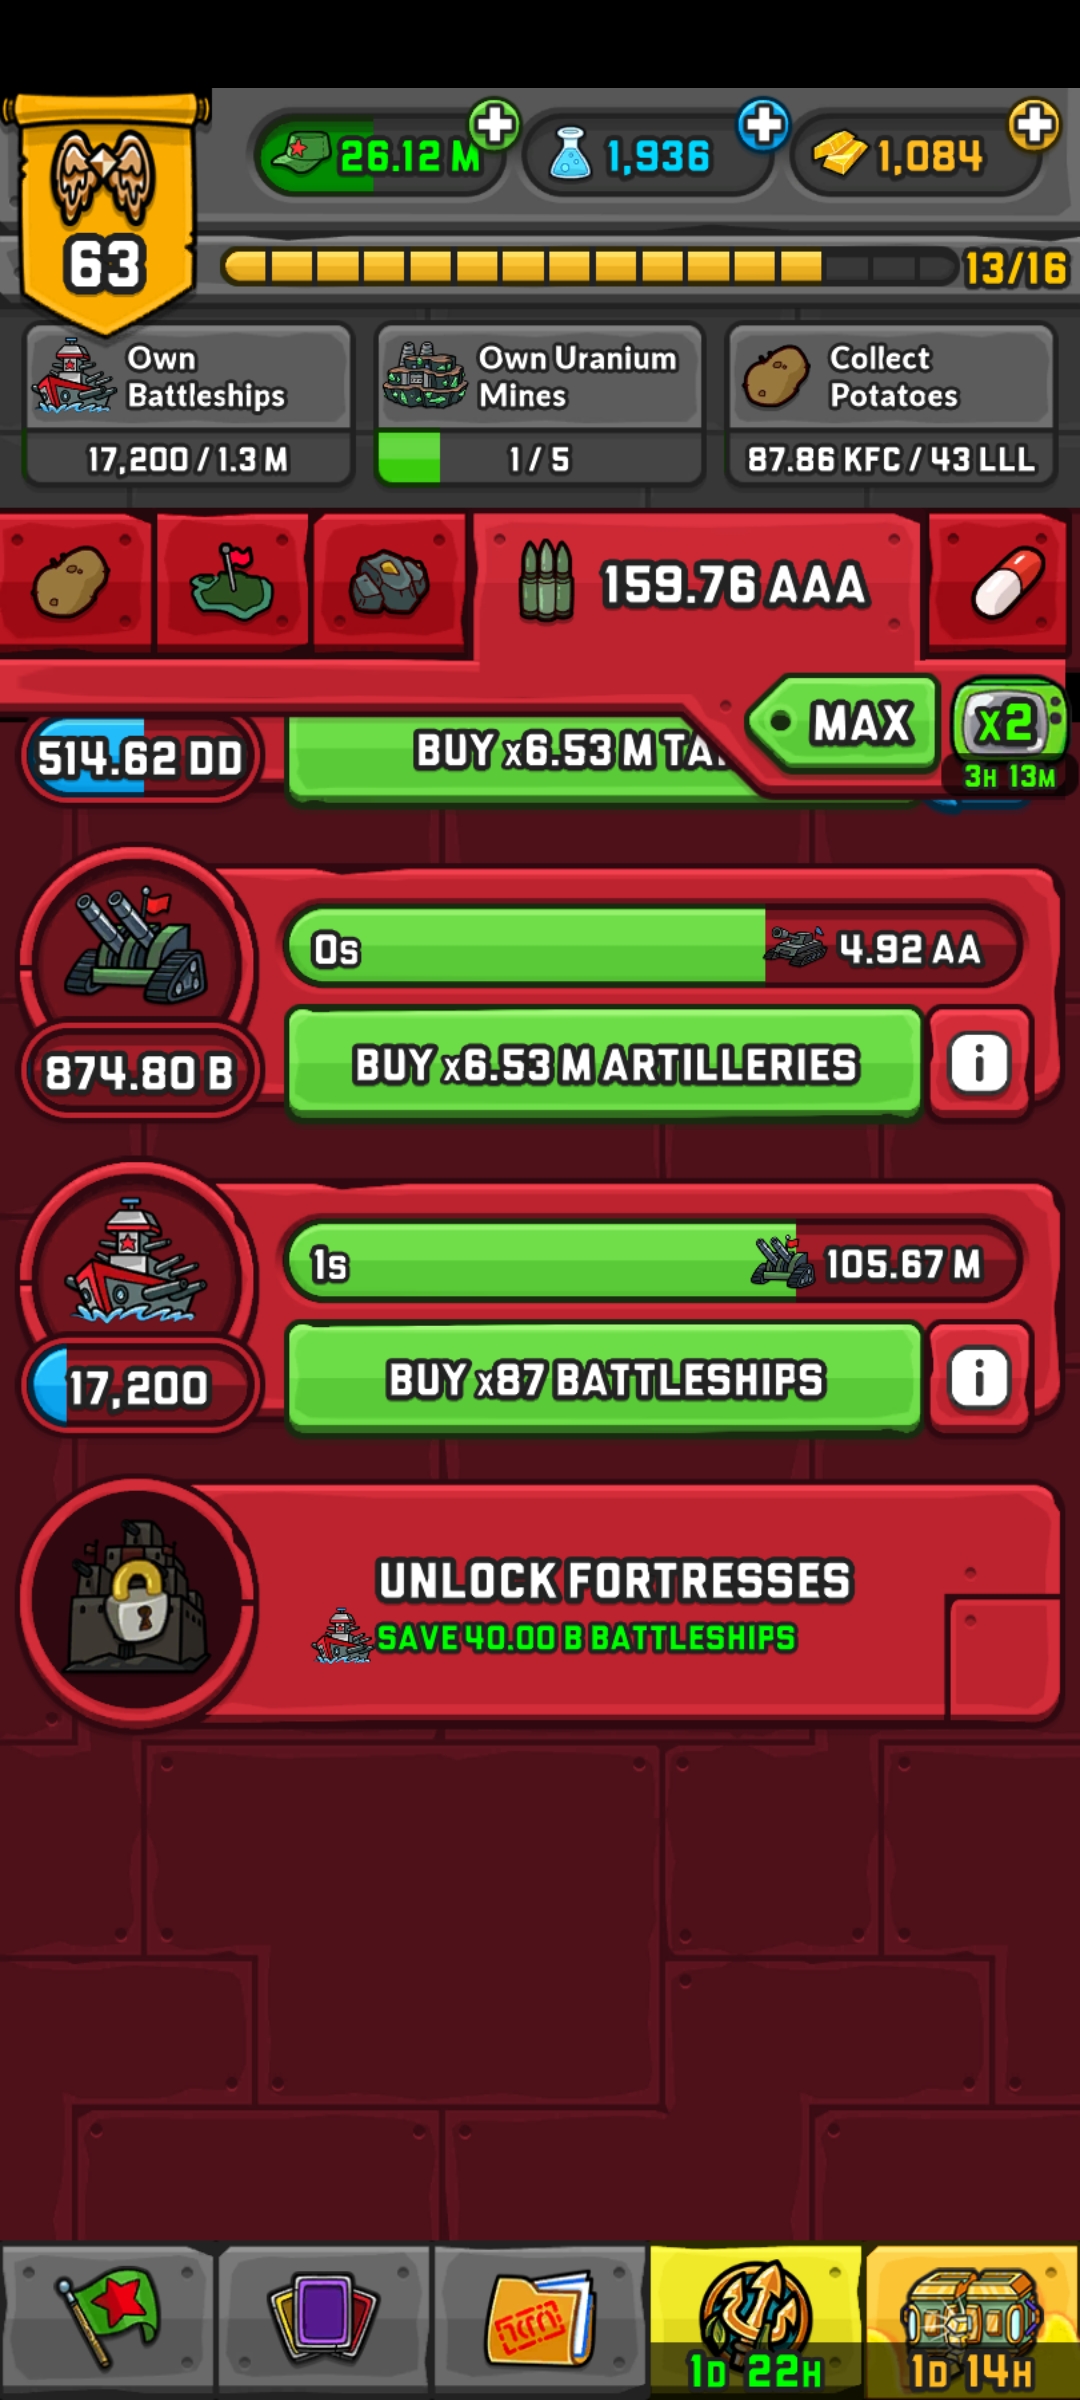 26.12 M
1,936
1,084
63
13/16
Own
Battleships
17,200 / 1.3 M
Own Uranium
Mines
1 / 5
Collect
Potatoes
87.86 KFC / 43 LLL
159.76 AAA
MAX
x2
3H 13M
514.62 DD
BUY x6.53 M TA
0s
4.92 AA
874.80 B
BUY x6.53 M ARTILLERIES
i
1s
105.67 M
17,200
BUY x87 BATTLESHIPS
i
UNLOCK FORTRESSES
SAVE 40.00 B BATTLESHIPS
1D 22H
1D 14H